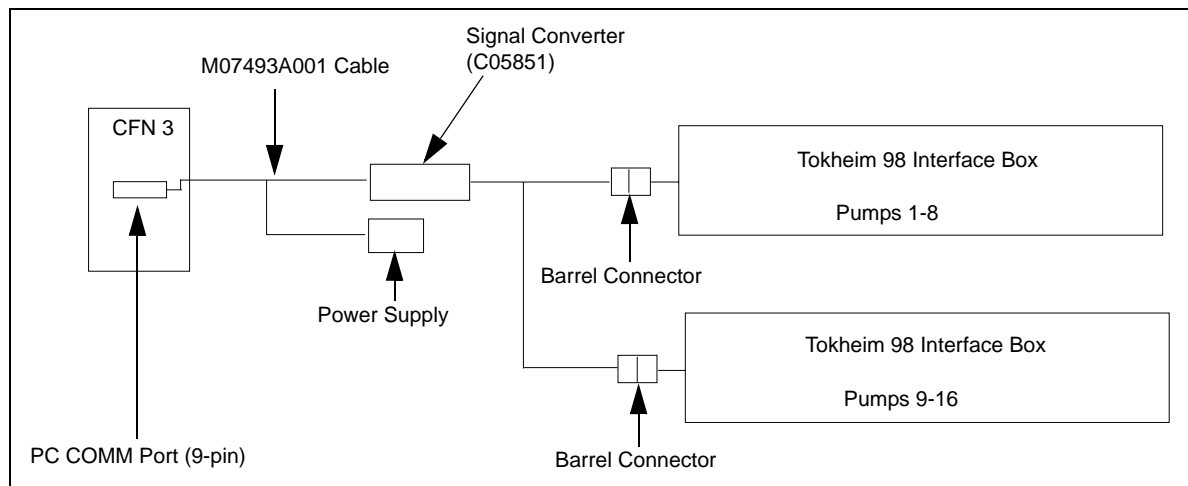 Signal Converter
(C05851)
M07493A001 Cable
CFN 3
Tokheim 98 Interface Box
Pumps 1-8
Barrel Connector
Power Supply
Tokheim 98 Interface Box
Pumps 9-16
PC COMM Port (9-pin)
Barrel Connector